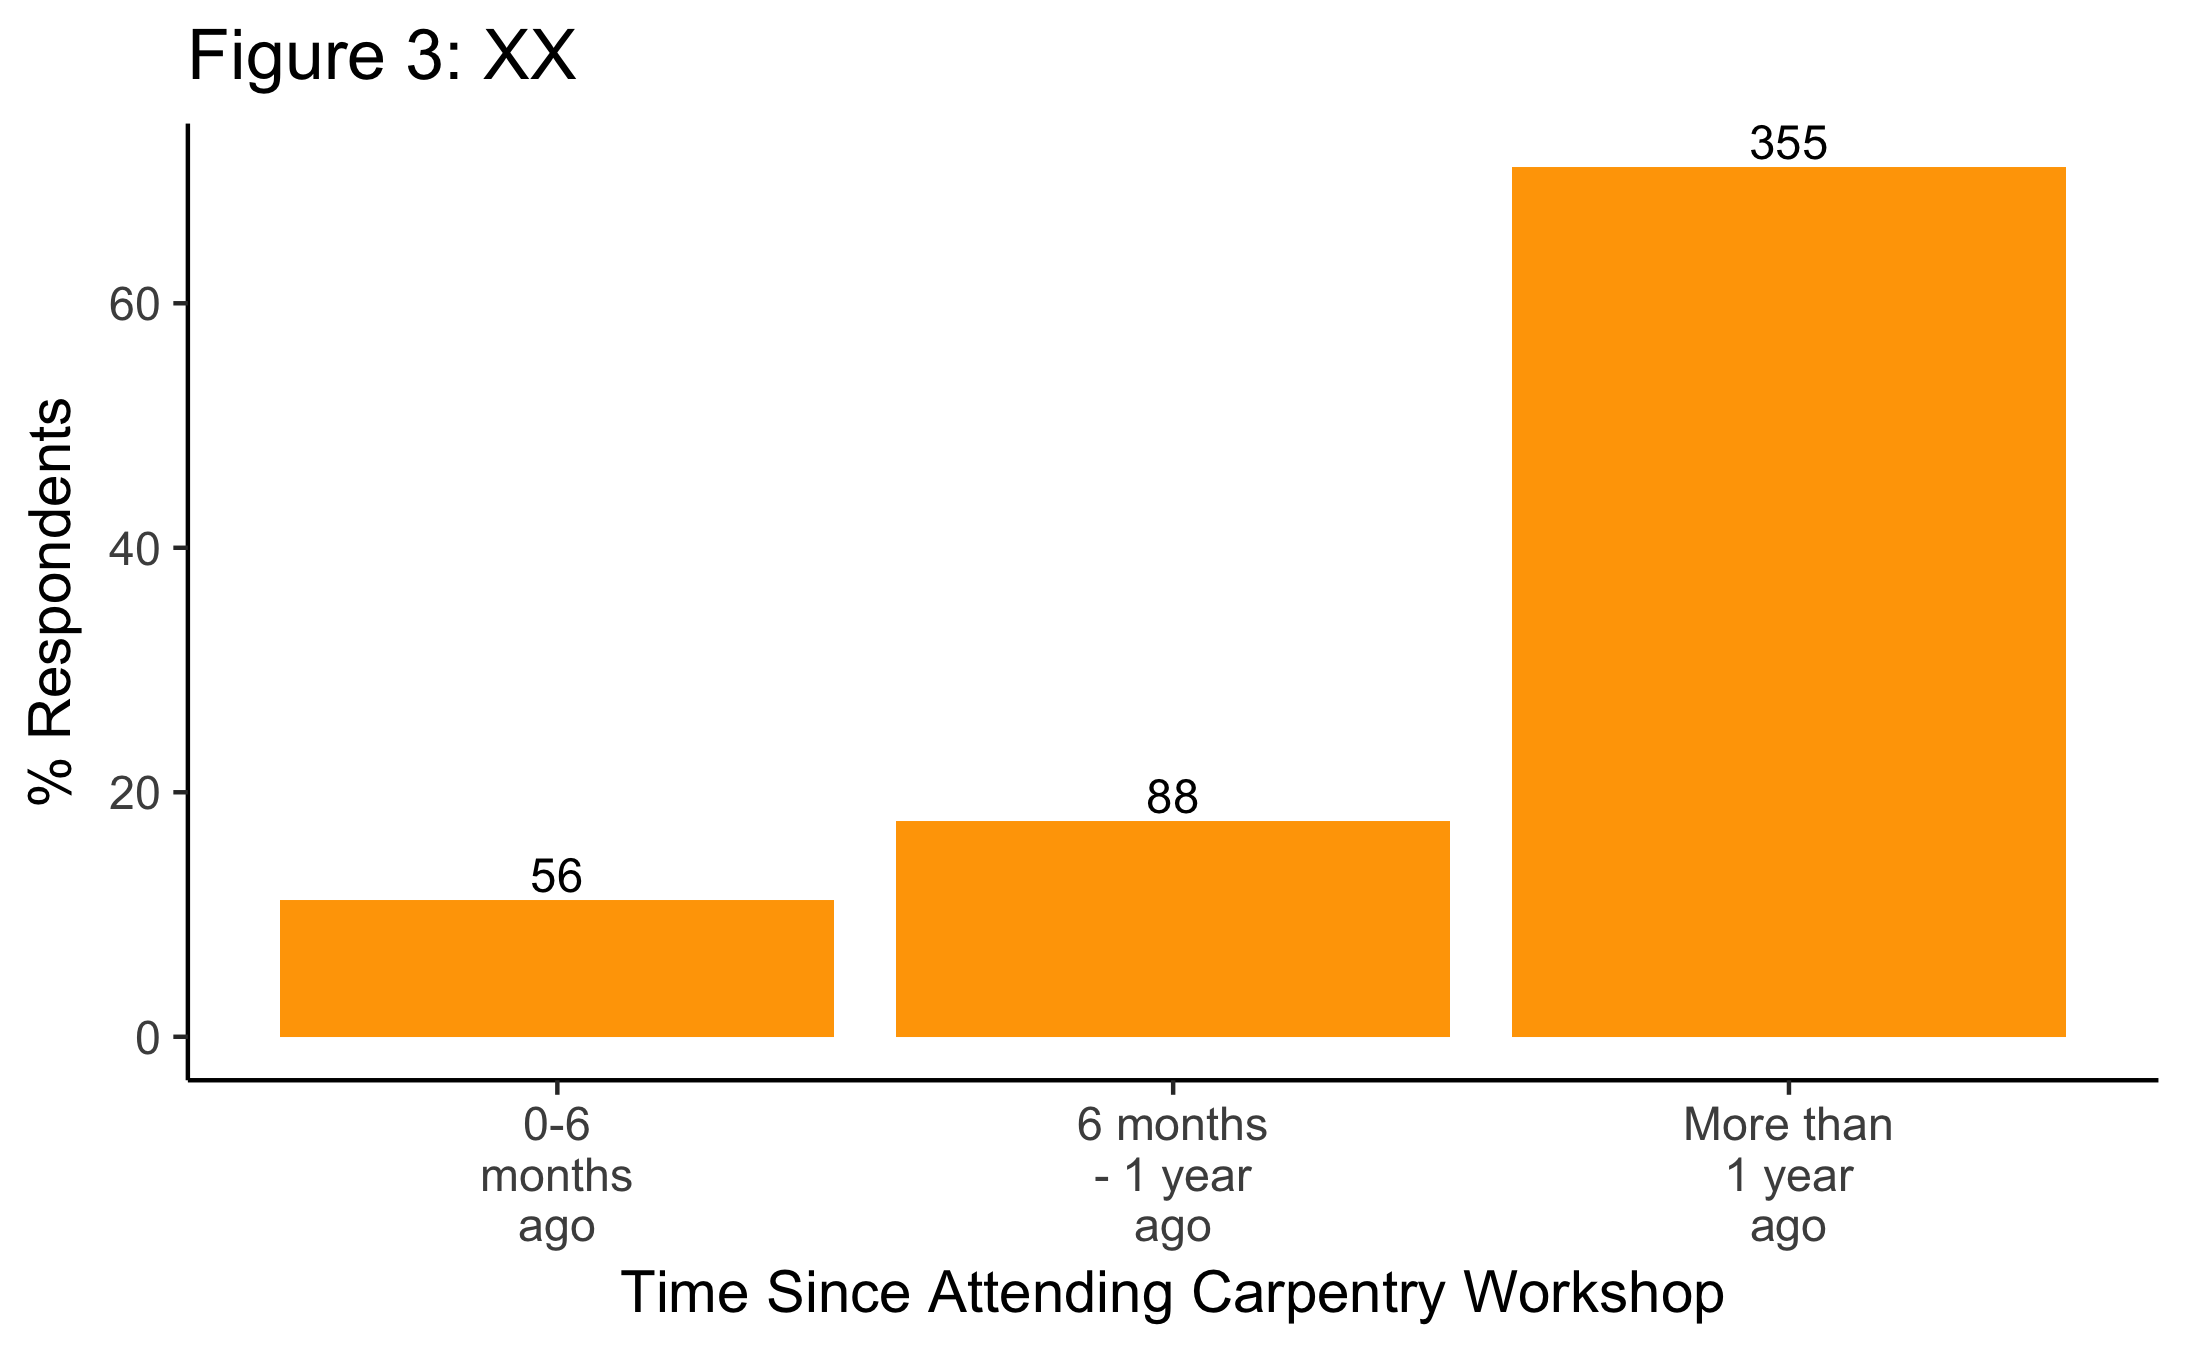 Figure 3: XX
% Respondents
60
40
20
0
56
88
355
0-6
months
ago
6 months
- 1 year
ago
More than
1 year
ago
Time Since Attending Carpentry Workshop